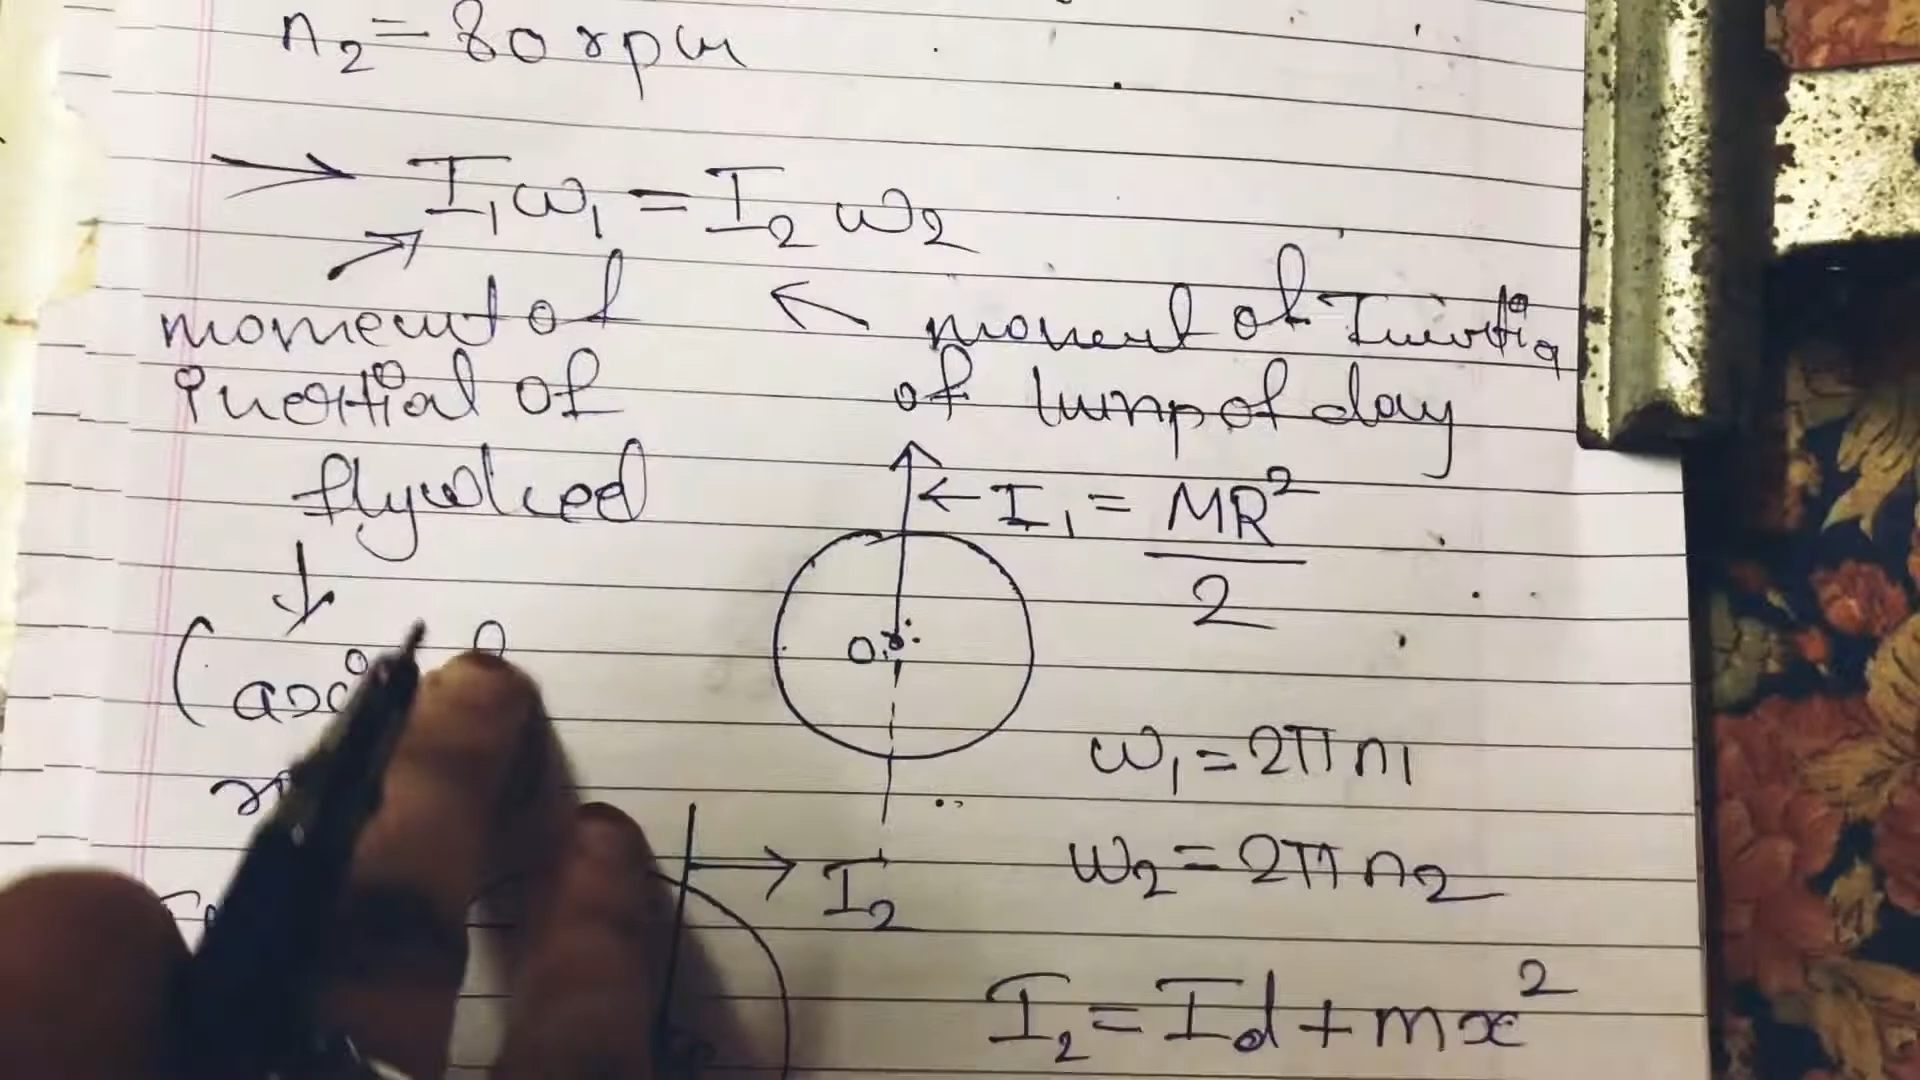 n₂ = 80 rpm
I₁ω₁ = I₂ω₂
moment of
inertial of
flywheel
moment of Inertia
of lump of clay
I₁ = MR²/2
O
ω₁ = 2πn₁
ω₂ = 2πn₂
I₂
I₂ = Id + mx²